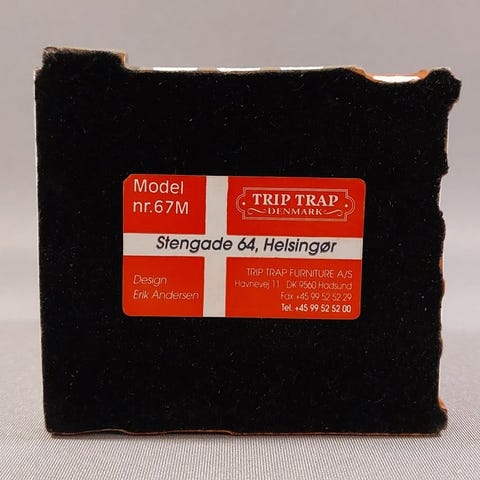 Model
nr.67M
TRIP TRAP
DENMARK
Stengade 64, Helsingør
Design
Erik Andersen
TRIP TRAP FURNITURE A/S
Havnevej 11 DK-9560 Hadsund
Fax +45 99 52 52 29
Tel. +45 99 52 52 00